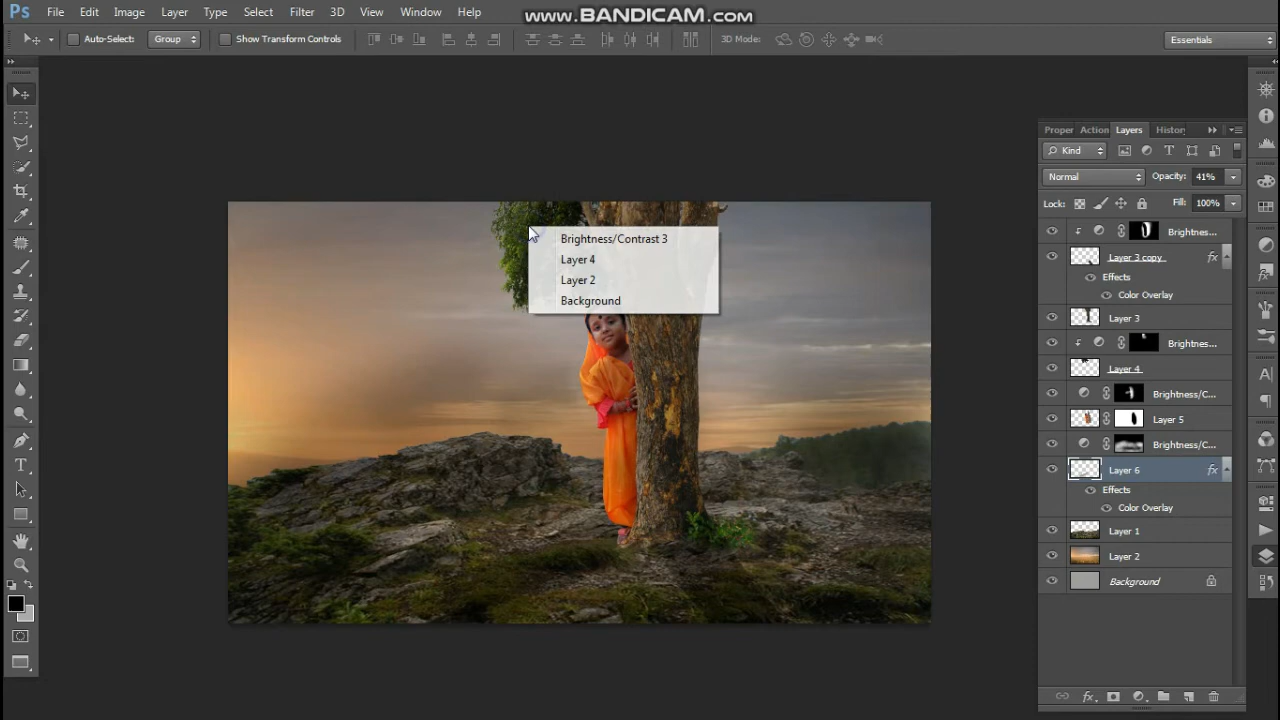 Ps File Edit Image Layer Type Select Filter 3D View Window Help
www.BANDICAM.com
Auto-Select: Group Show Transform Controls 3D Mode: Essentials
Proper Action Layers History
Kind
Normal Opacity: 41%
Lock: Fill: 100%
Brightnes...
Layer 3 copy fx
Effects
Color Overlay
Layer 3
Brightnes...
Layer 4
Brightness/C...
Layer 5
Brightness/C...
Layer 6 fx
Effects
Color Overlay
Layer 1
Layer 2
Background
Brightness/Contrast 3
Layer 4
Layer 2
Background